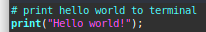 # print hello world to terminal
print("Hello world!");